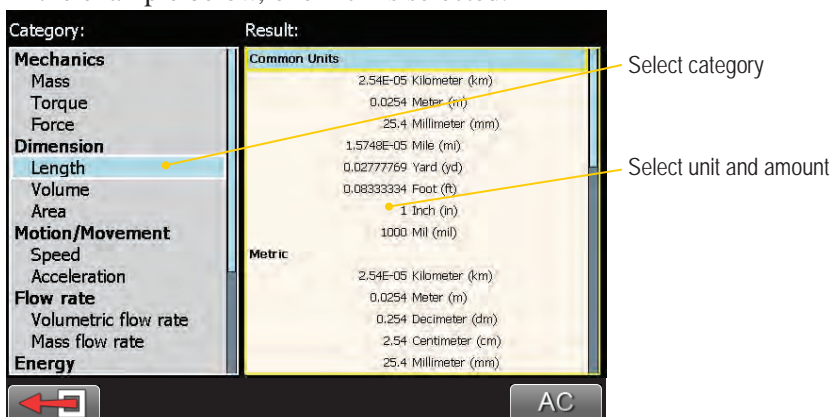 Category:
Mechanics
Mass
Torque
Force
Dimension
Length
Volume
Area
Motion/Movement
Speed
Acceleration
Flow rate
Volumetric flow rate
Mass flow rate
Energy
Result:
Common Units
2.54E-05 Kilometer (km)
0.0254 Meter (m)
25.4 Millimeter (mm)
1.5748E-05 Mile (mi)
0.02777769 Yard (yd)
0.08333334 Foot (ft)
1 Inch (in)
1000 Mil (mil)
Metric
2.54E-05 Kilometer (km)
0.0254 Meter (m)
0.254 Decimeter (dm)
2.54 Centimeter (cm)
25.4 Millimeter (mm)
AC
Select category
Select unit and amount